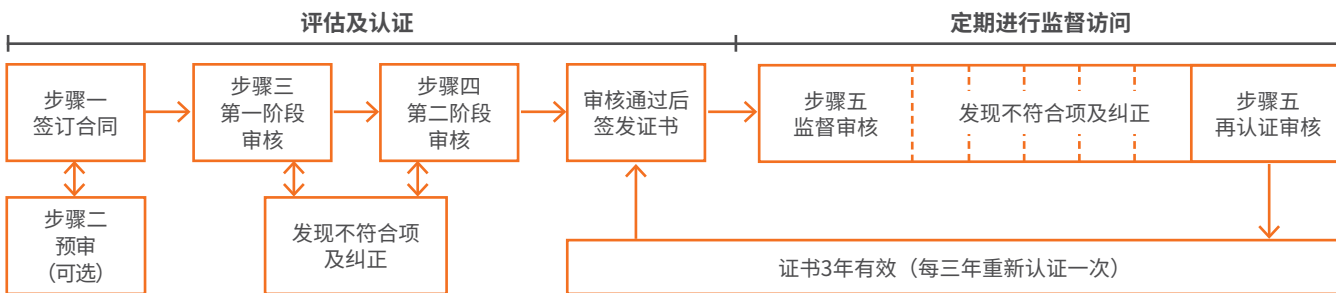 评估及认证
定期进行监督访问
步骤一
签订合同
步骤三
第一阶段
审核
步骤四
第二阶段
审核
审核通过后
签发证书
步骤五
监督审核
发现不符合项及纠正
步骤五
再认证审核
步骤二
预审
（可选）
发现不符合项
及纠正
证书3年有效（每三年重新认证一次）